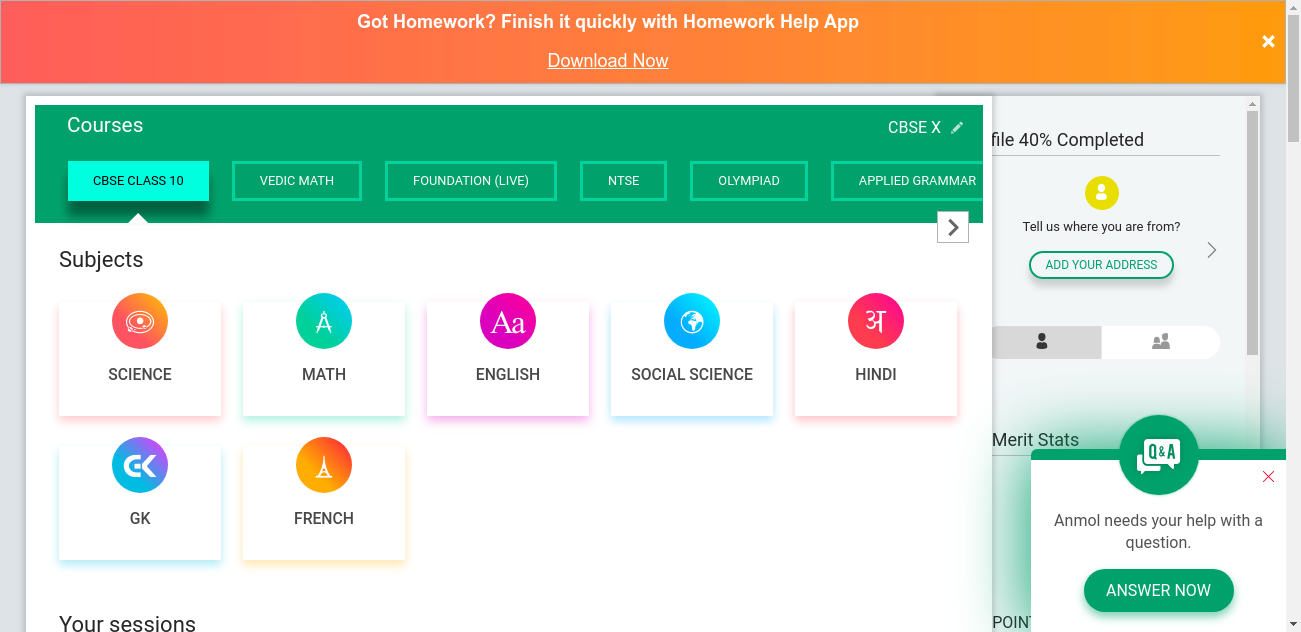 Got Homework? Finish it quickly with Homework Help App
Download Now
Courses
CBSE X
CBSE CLASS 10
VEDIC MATH
FOUNDATION (LIVE)
NTSE
OLYMPIAD
APPLIED GRAMMAR
file 40% Completed
Tell us where you are from?
ADD YOUR ADDRESS
Subjects
Aa
अ
SCIENCE
MATH
ENGLISH
SOCIAL SCIENCE
HINDI
GK
GK
FRENCH
Merit Stats
Q&A
Anmol needs your help with a
question.
ANSWER NOW
Your sessions
POINT